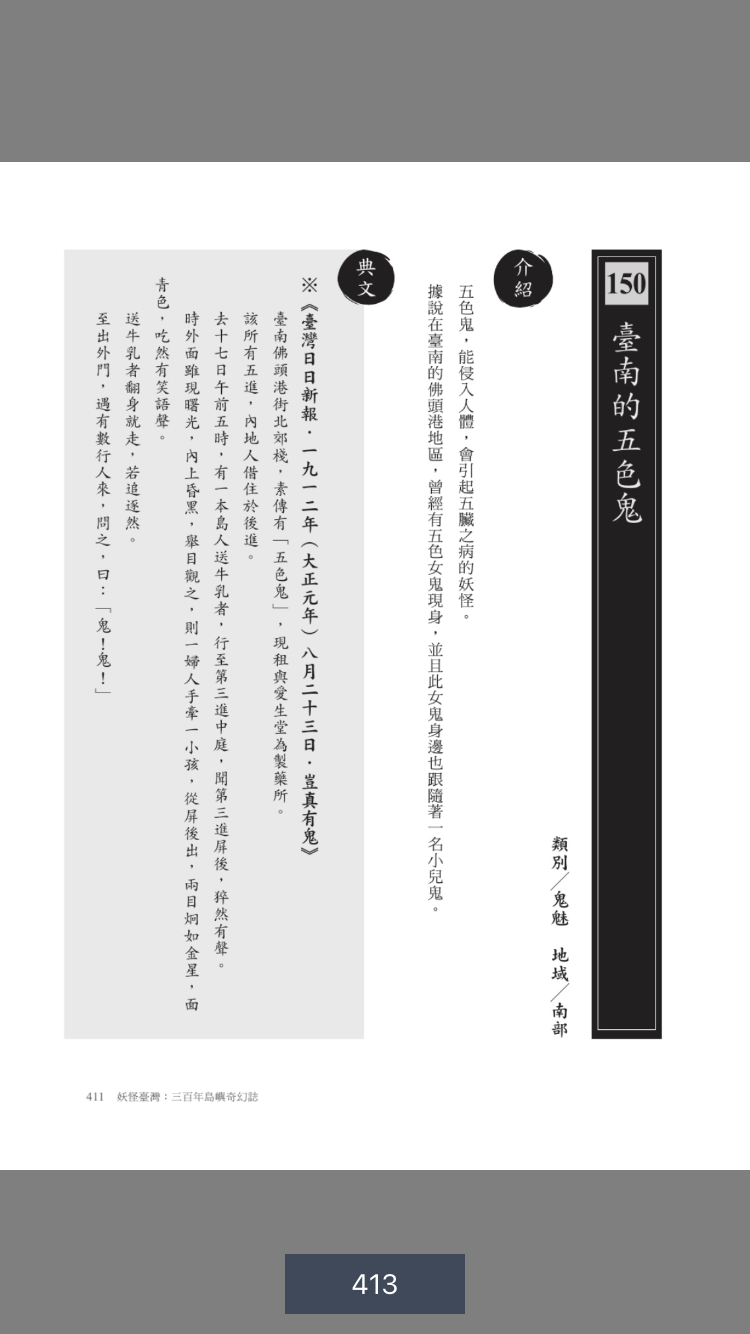 150
臺南的五色鬼
類別／鬼魅　地域／南部
介紹
五色鬼，能侵入人體，會引起五臟之病的妖怪。
據說在臺南的佛頭港地區，曾經有五色女鬼現身，並且此女鬼身邊也跟隨著一名小兒鬼。
典文
※《臺灣日日新報．一九一二年（大正元年）八月二十三日．豈真有鬼》
臺南佛頭港街北郊棧，素傳有「五色鬼」，現租與愛生堂為製藥所。
該所有五進，內地人借住於後進。
去十七日午前五時，有一本島人送牛乳者，行至第三進中庭，聞第三進屏後，猝然有聲。
時外面雖現曙光，內上昏黑，舉目觀之，則一婦人手牽一小孩，從屏後出，兩目炯如金星，面
青色，吃然有笑語聲。
送牛乳者翻身就走，若追逐然。
至出外門，遇有數行人來，問之，曰：「鬼！鬼！」
411　妖怪臺灣：三百年島嶼奇幻誌
413